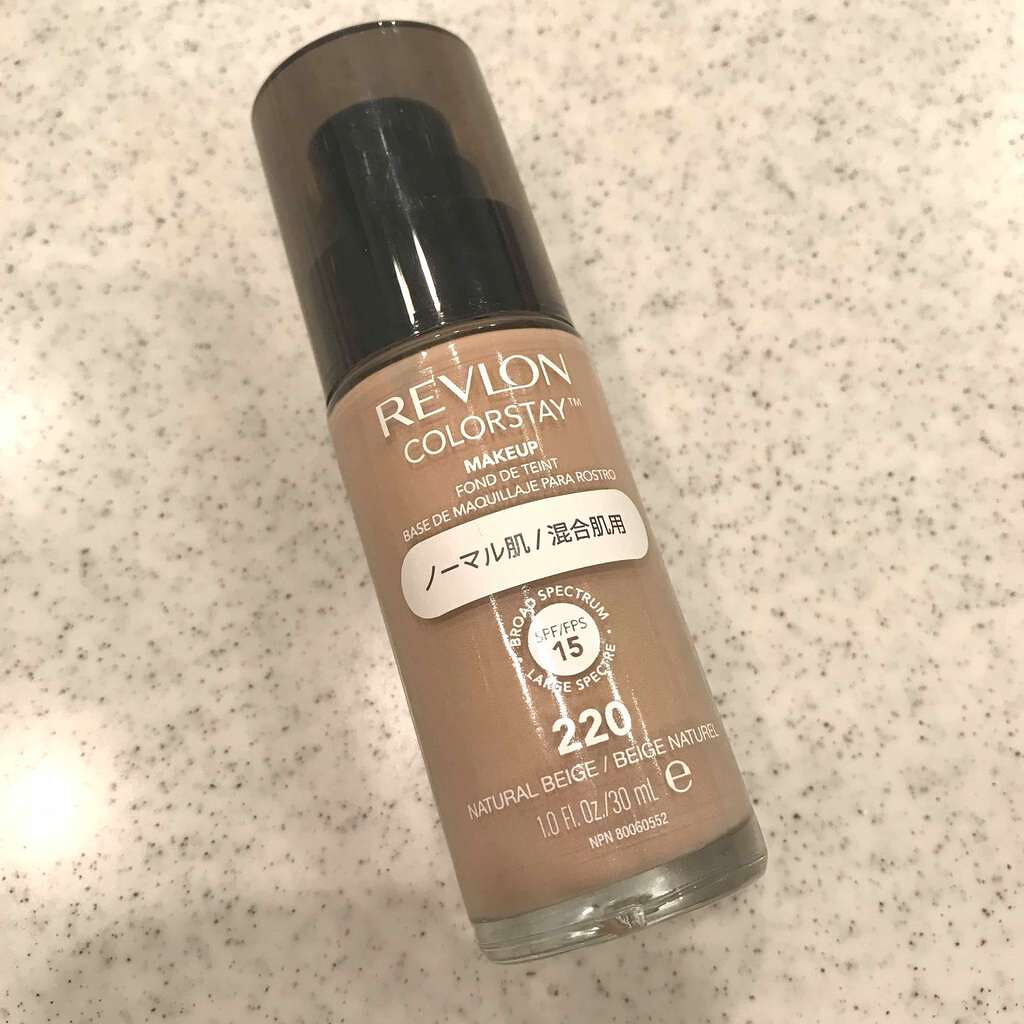 REVLON
COLORSTAY™
MAKEUP
FOND DE TEINT
BASE DE MAQUILLAJE PARA ROSTRO
ノーマル肌 / 混合肌用
• BROAD SPECTRUM •
SPF/FPS
15
LARGE SPECTRE
220
NATURAL BEIGE / BEIGE NATUREL
1.0 Fl. Oz./30 mL e
NPN 80060552